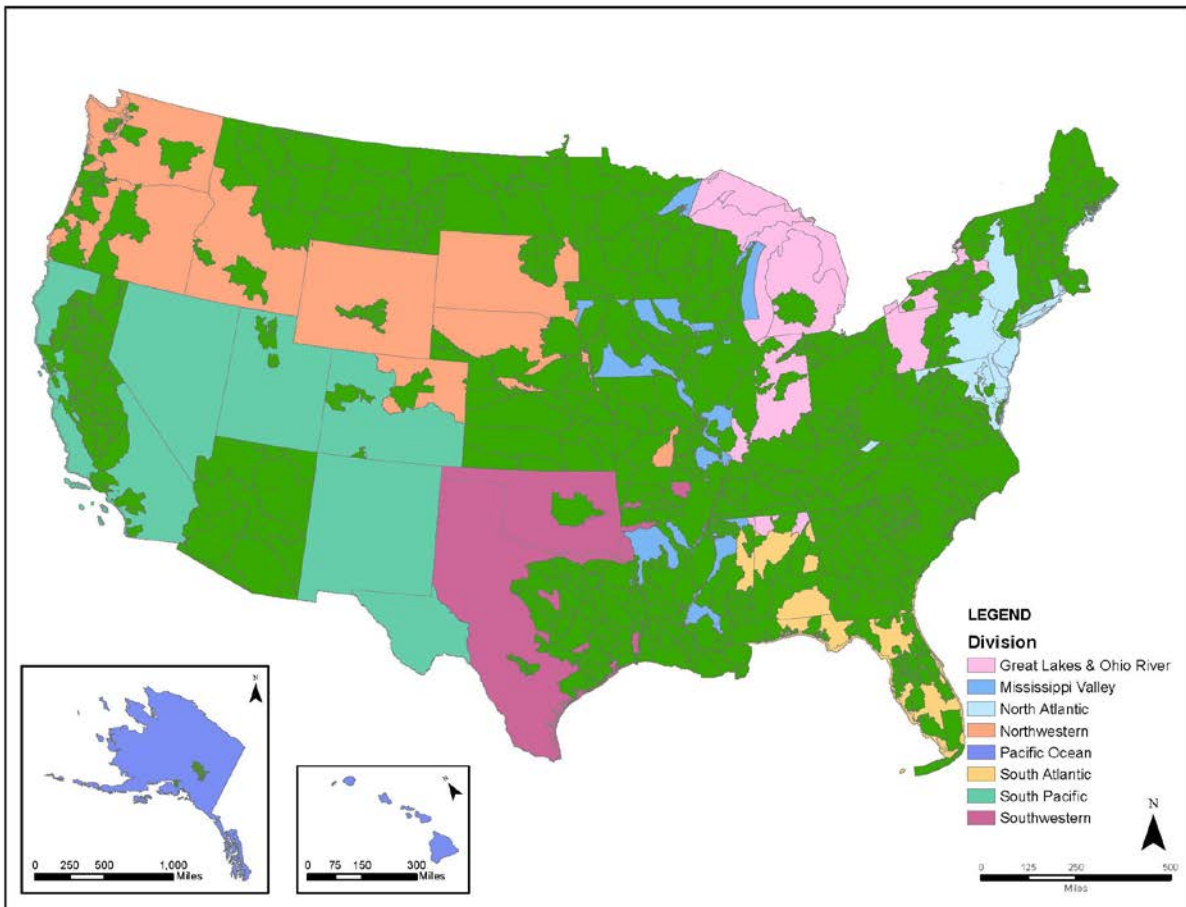 LEGEND
Division
Great Lakes & Ohio River
Mississippi Valley
North Atlantic
Northwestern
Pacific Ocean
South Atlantic
South Pacific
Southwestern
N
0 125 250 500
Miles
N
0 250 500 1,000
Miles
N
0 75 150 300
Miles